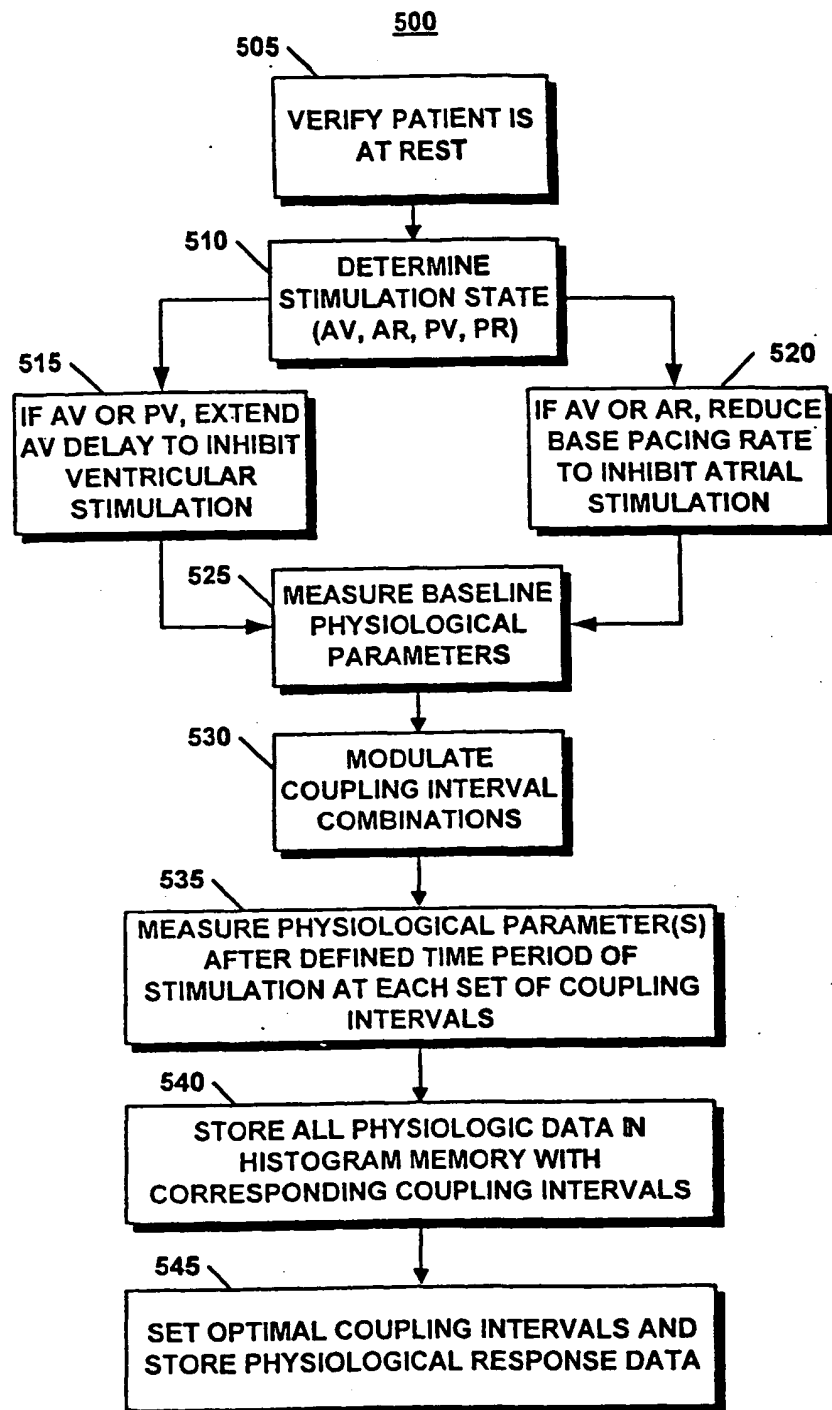 500
505
VERIFY PATIENT IS
AT REST
510
DETERMINE
STIMULATION STATE
(AV, AR, PV, PR)
515
IF AV OR PV, EXTEND
AV DELAY TO INHIBIT
VENTRICULAR
STIMULATION
520
IF AV OR AR, REDUCE
BASE PACING RATE
TO INHIBIT ATRIAL
STIMULATION
525
MEASURE BASELINE
PHYSIOLOGICAL
PARAMETERS
530
MODULATE
COUPLING INTERVAL
COMBINATIONS
535
MEASURE PHYSIOLOGICAL PARAMETER(S)
AFTER DEFINED TIME PERIOD OF
STIMULATION AT EACH SET OF COUPLING
INTERVALS
540
STORE ALL PHYSIOLOGIC DATA IN
HISTOGRAM MEMORY WITH
CORRESPONDING COUPLING INTERVALS
545
SET OPTIMAL COUPLING INTERVALS AND
STORE PHYSIOLOGICAL RESPONSE DATA